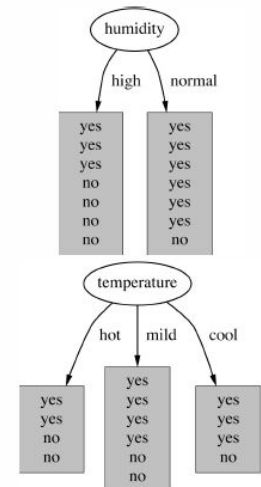 humidity
high normal
yes yes
yes yes
yes yes
no yes
no yes
no yes
no no
temperature
hot mild cool
yes
yes yes yes
yes yes yes
no yes yes
no no no
no